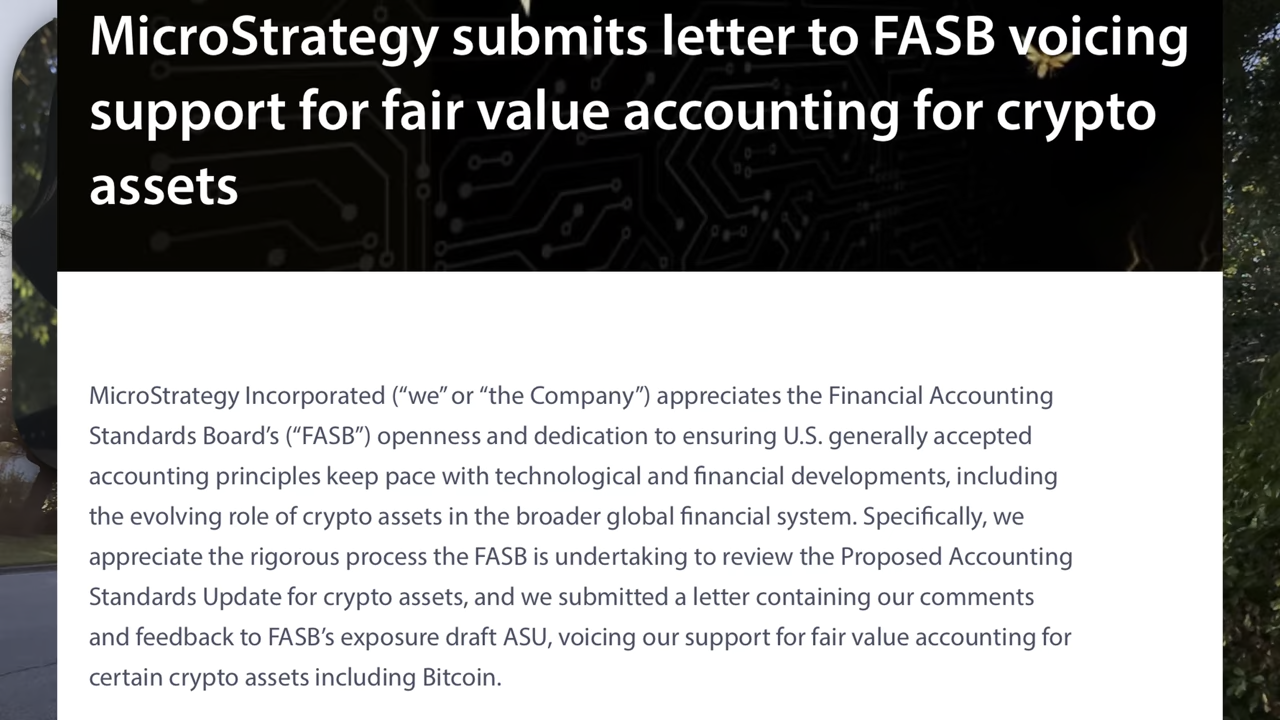 MicroStrategy submits letter to FASB voicing
support for fair value accounting for crypto
assets
MicroStrategy Incorporated (“we” or “the Company”) appreciates the Financial Accounting
Standards Board’s (“FASB”) openness and dedication to ensuring U.S. generally accepted
accounting principles keep pace with technological and financial developments, including
the evolving role of crypto assets in the broader global financial system. Specifically, we
appreciate the rigorous process the FASB is undertaking to review the Proposed Accounting
Standards Update for crypto assets, and we submitted a letter containing our comments
and feedback to FASB’s exposure draft ASU, voicing our support for fair value accounting for
certain crypto assets including Bitcoin.